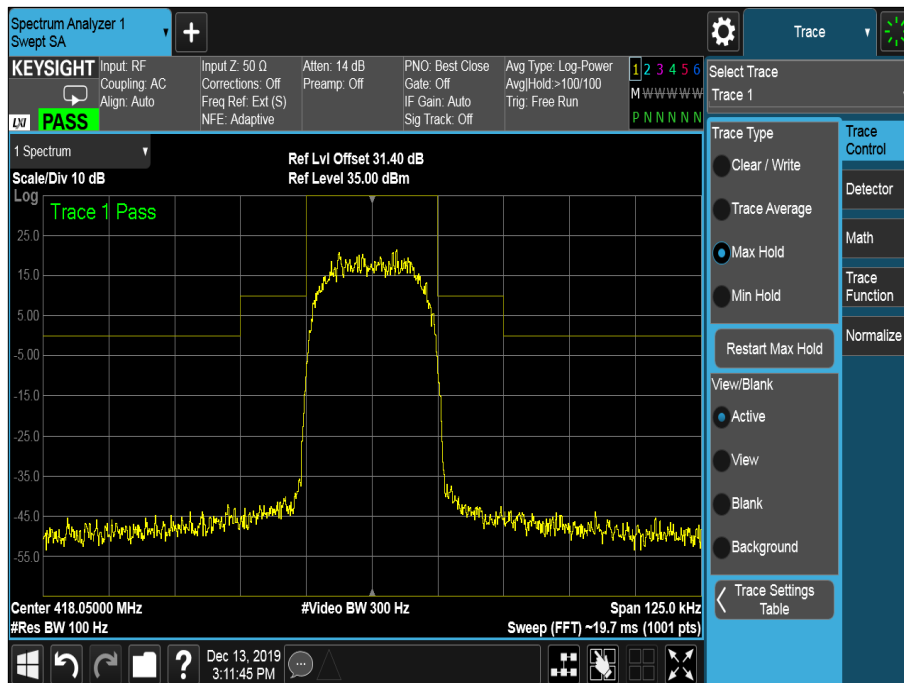 Spectrum Analyzer 1
Swept SA
Trace
KEYSIGHT
Input: RF
Coupling: AC
Align: Auto
Input Z: 50 Ω
Corrections: Off
Freq Ref: Ext (S)
NFE: Adaptive
Atten: 14 dB
Preamp: Off
PNO: Best Close
Gate: Off
IF Gain: Auto
Sig Track: Off
Avg Type: Log-Power
Avg|Hold:>100/100
Trig: Free Run
1 2 3 4 5 6
M W W W W W
P N N N N N
LXI PASS
Select Trace
Trace 1
1 Spectrum
Scale/Div 10 dB
Ref Lvl Offset 31.40 dB
Ref Level 35.00 dBm
Log
Trace 1 Pass
25.0
15.0
5.00
-5.00
-15.0
-25.0
-35.0
-45.0
-55.0
Center 418.05000 MHz
#Res BW 100 Hz
#Video BW 300 Hz
Span 125.0 kHz
Sweep (FFT) ~19.7 ms (1001 pts)
Trace Type
Clear / Write
Trace Average
Max Hold
Min Hold
Restart Max Hold
View/Blank
Active
View
Blank
Background
Trace Settings
Table
Trace
Control
Detector
Math
Trace
Function
Normalize
?
Dec 13, 2019
3:11:45 PM